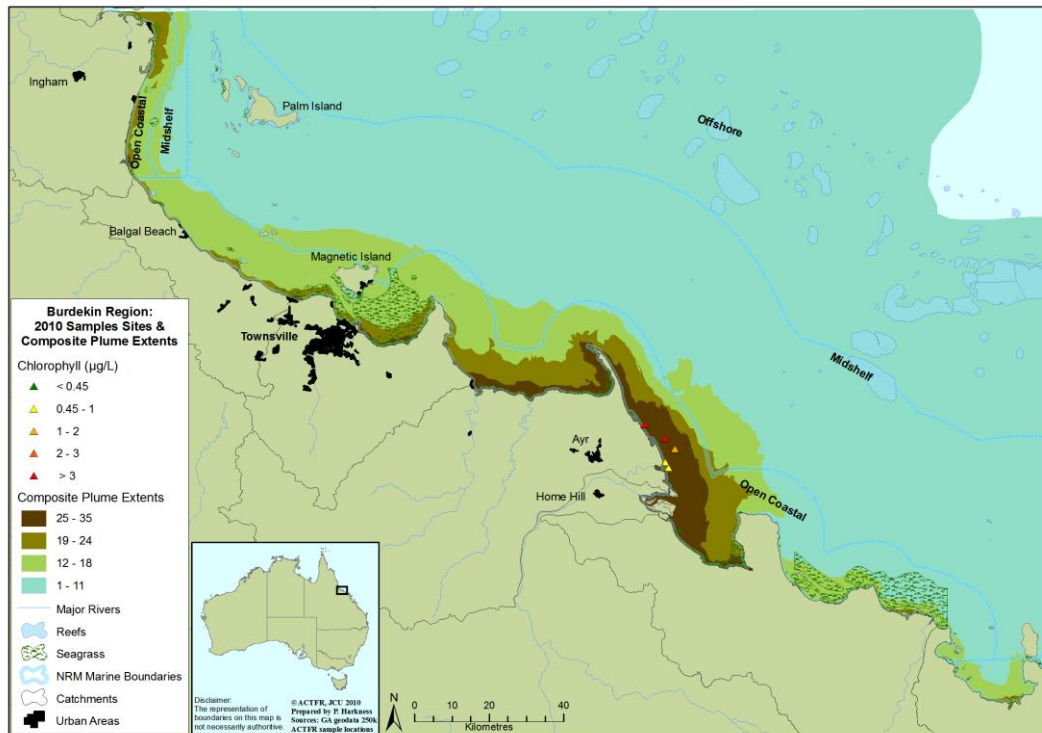 Ingham
Palm Island
Open Coastal
Midshelf
Offshore
Balgal Beach
Magnetic Island
Townsville
Midshelf
Ayr
Home Hill
Open Coastal
Burdekin Region:
2010 Samples Sites &
Composite Plume Extents
Chlorophyll (µg/L)
< 0.45
0.45 - 1
1 - 2
2 - 3
> 3
Composite Plume Extents
25 - 35
19 - 24
12 - 18
1 - 11
Major Rivers
Reefs
Seagrass
NRM Marine Boundaries
Catchments
Urban Areas
Disclaimer:
The representation of
boundaries on this map is
not necessarily authoritive.
© ACTFR, JCU 2010
Prepared by P. Harkness
Sources: GA geodata 250k
ACTFR sample locations
N
0 10 20 40
Kilometres